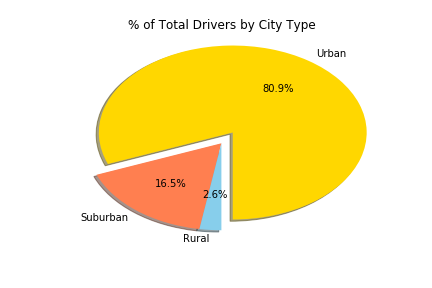 % of Total Drivers by City Type
Urban
80.9%
16.5%
2.6%
Suburban
Rural